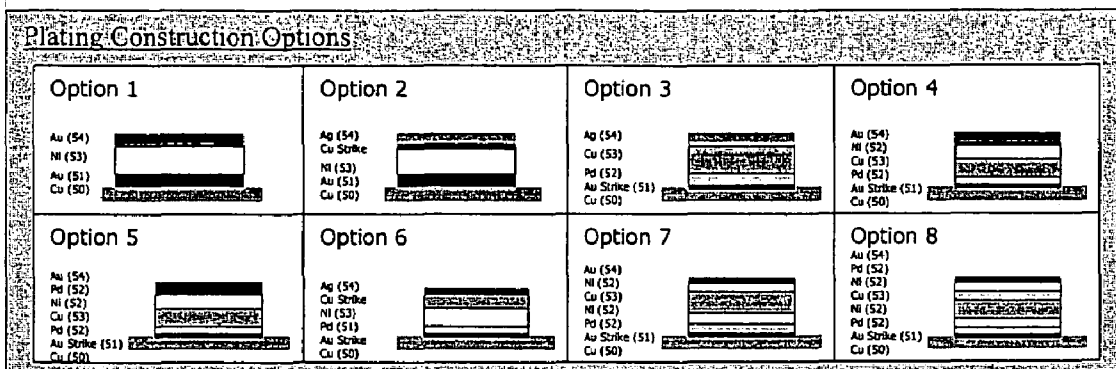 Plating Construction Options
Option 1
Au (54)
Ni (53)
Au (51)
Cu (50)
Option 2
Ag (54)
Cu Strike
Ni (53)
Au (51)
Cu (50)
Option 3
Ag (54)
Cu (53)
Pd (52)
Au Strike (51)
Cu (50)
Option 4
Au (54)
Ni (52)
Cu (53)
Pd (52)
Au Strike (51)
Cu (50)
Option 5
Au (54)
Pd (52)
Ni (52)
Cu (53)
Pd (52)
Au Strike (51)
Cu (50)
Option 6
Ag (54)
Cu Strike
Ni (53)
Pd (51)
Au Strike
Cu (50)
Option 7
Au (54)
Ni (52)
Cu (53)
Ni (52)
Pd (52)
Au Strike (51)
Cu (50)
Option 8
Au (54)
Pd (52)
Ni (52)
Cu (53)
Ni (52)
Pd (52)
Au Strike (51)
Cu (50)